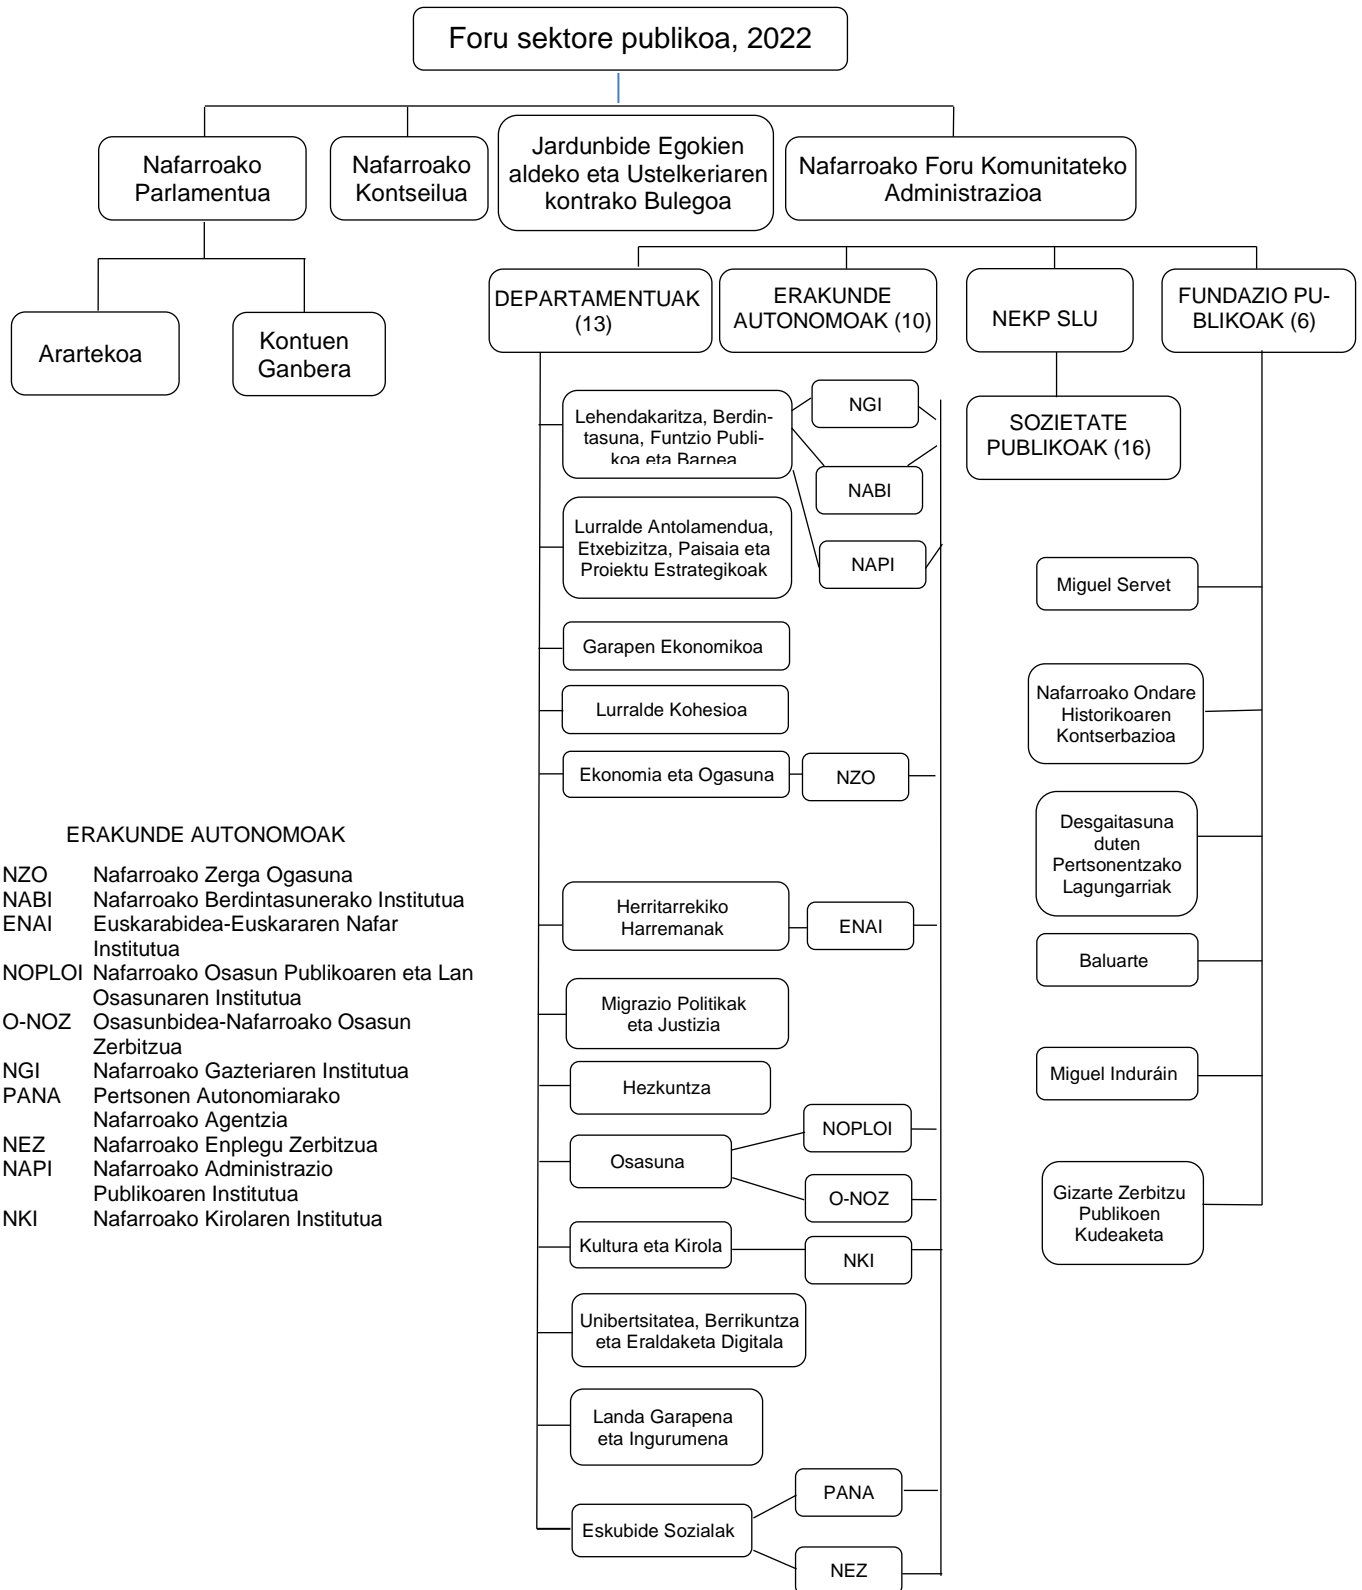 Foru sektore publikoa, 2022
Nafarroako
Parlamentua
Nafarroako
Kontseilua
Jardunbide Egokien
aldeko eta Ustelkeriaren
kontrako Bulegoa
Nafarroako Foru Komunitateko
Administrazioa
Arartekoa
Kontuen
Ganbera
DEPARTAMENTUAK
(13)
ERAKUNDE
AUTONOMOAK (10)
NEKP SLU
FUNDAZIO PU-
BLIKOAK (6)
SOZIETATE
PUBLIKOAK (16)
Lehendakaritza, Berdin-
tasuna, Funtzio Publi-
koa eta Barnea
NGI
NABI
NAPI
Lurralde Antolamendua,
Etxebizitza, Paisaia eta
Proiektu Estrategikoak
Garapen Ekonomikoa
Lurralde Kohesioa
Ekonomia eta Ogasuna
NZO
Herritarrekiko
Harremanak
ENAI
Migrazio Politikak
eta Justizia
Hezkuntza
Osasuna
NOPLOI
O-NOZ
Kultura eta Kirola
NKI
Unibertsitatea, Berrikuntza
eta Eraldaketa Digitala
Landa Garapena
eta Ingurumena
Eskubide Sozialak
PANA
NEZ
Miguel Servet
Nafarroako Ondare
Historikoaren
Kontserbazioa
Desgaitasuna
duten
Pertsonentzako
Lagungarriak
Baluarte
Miguel Induráin
Gizarte Zerbitzu
Publikoen
Kudeaketa
ERAKUNDE AUTONOMOAK
NZO Nafarroako Zerga Ogasuna
NABI Nafarroako Berdintasunerako Institutua
ENAI Euskarabidea-Euskararen Nafar
Institutua
NOPLOI Nafarroako Osasun Publikoaren eta Lan
Osasunaren Institutua
O-NOZ Osasunbidea-Nafarroako Osasun
Zerbitzua
NGI Nafarroako Gazteriaren Institutua
PANA Pertsonen Autonomiarako
Nafarroako Agentzia
NEZ Nafarroako Enplegu Zerbitzua
NAPI Nafarroako Administrazio
Publikoaren Institutua
NKI Nafarroako Kirolaren Institutua